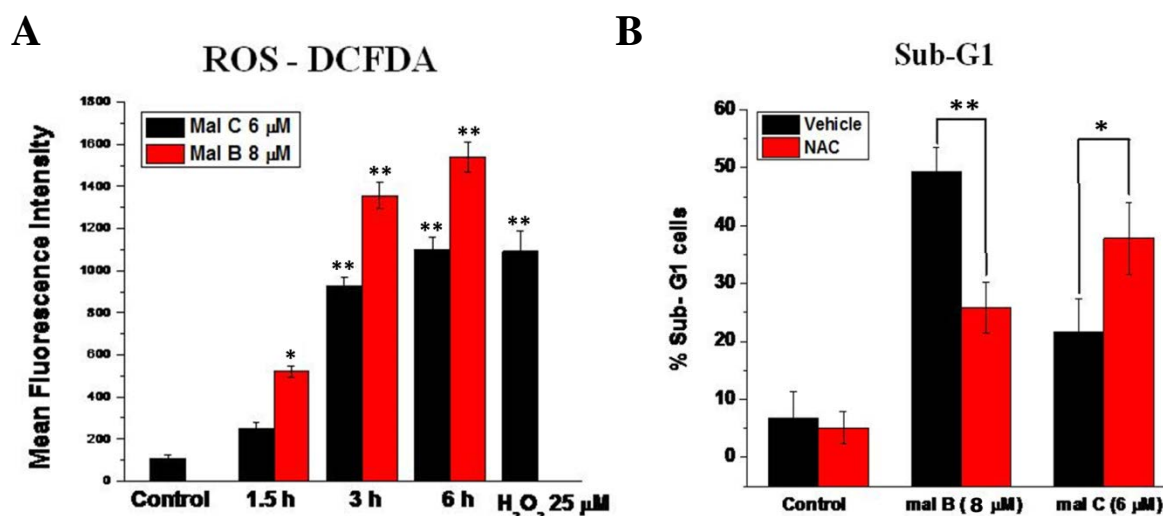 A
ROS - DCFDA
Mean Fluorescence Intensity
1800
1600
1400
1200
1000
800
600
400
200
0
Mal C 6 µM
Mal B 8 µM
*
**
**
**
**
**
Control
1.5 h
3 h
6 h
H2O2 25 µM
B
Sub-G1
% Sub- G1 cells
60
50
40
30
20
10
0
Vehicle
NAC
**
*
Control
mal B ( 8 µM)
mal C (6 µM)